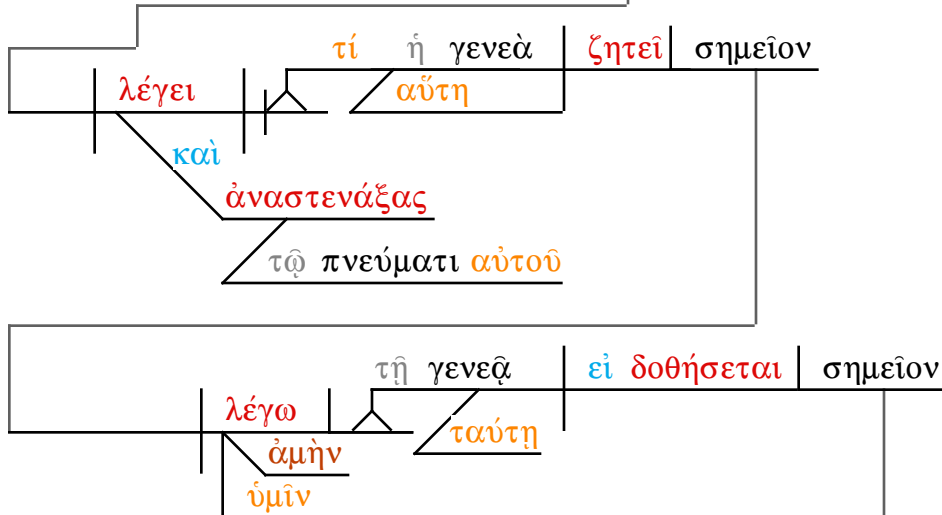 τί ἡ γενεὰ ζητεῖ σημεῖον
λέγει αὕτη
καὶ
ἀναστενάξας
τῷ πνεύματι αὐτοῦ
τῇ γενεᾷ εἰ δοθήσεται σημεῖον
λέγω ταύτῃ
ἀμὴν
ὑμῖν